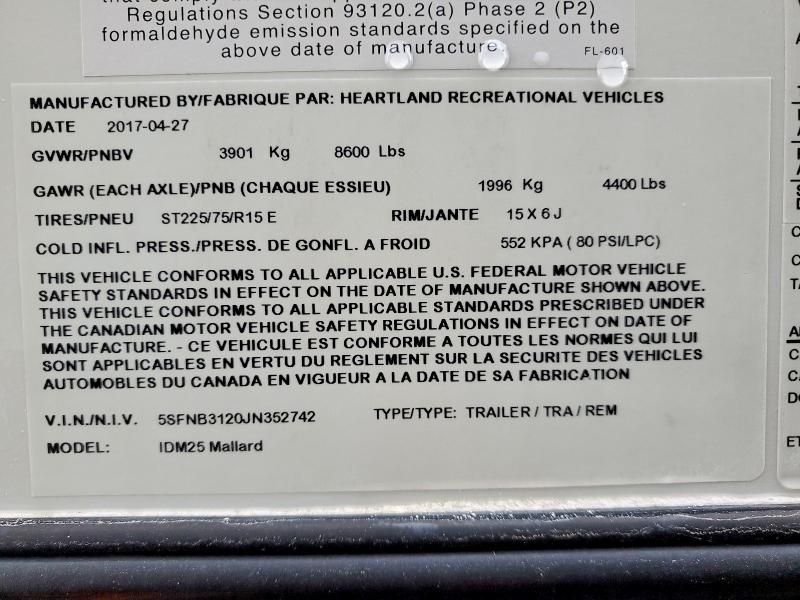 Regulations Section 93120.2(a) Phase 2 (P2)
formaldehyde emission standards specified on the
above date of manufacture.
FL-601
MANUFACTURED BY/FABRIQUE PAR: HEARTLAND RECREATIONAL VEHICLES
DATE 2017-04-27
GVWR/PNBV 3901 Kg 8600 Lbs
GAWR (EACH AXLE)/PNB (CHAQUE ESSIEU) 1996 Kg 4400 Lbs
TIRES/PNEU ST225/75/R15 E RIM/JANTE 15 X 6 J
COLD INFL. PRESS./PRESS. DE GONFL. A FROID 552 KPA ( 80 PSI/LPC)
THIS VEHICLE CONFORMS TO ALL APPLICABLE U.S. FEDERAL MOTOR VEHICLE
SAFETY STANDARDS IN EFFECT ON THE DATE OF MANUFACTURE SHOWN ABOVE.
THIS VEHICLE CONFORMS TO ALL APPLICABLE STANDARDS PRESCRIBED UNDER
THE CANADIAN MOTOR VEHICLE SAFETY REGULATIONS IN EFFECT ON DATE OF
MANUFACTURE. - CE VEHICULE EST CONFORME A TOUTES LES NORMES QUI LUI
SONT APPLICABLES EN VERTU DU REGLEMENT SUR LA SECURITE DES VEHICLES
AUTOMOBILES DU CANADA EN VIGUEUR A LA DATE DE SA FABRICATION
V.I.N./N.I.V. 5SFNB3120JN352742 TYPE/TYPE: TRAILER / TRA / REM
MODEL: IDM25 Mallard